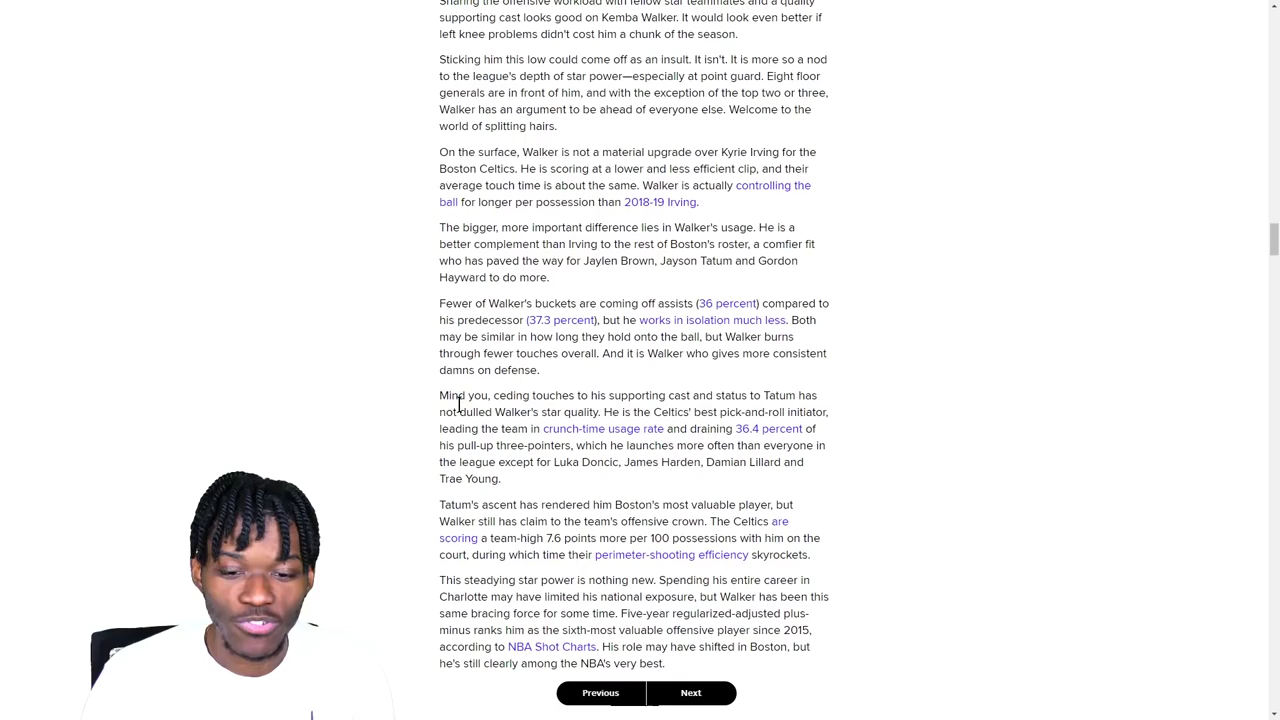 Sharing the offensive workload with fellow star teammates and a quality
supporting cast looks good on Kemba Walker. It would look even better if
left knee problems didn't cost him a chunk of the season.
Sticking him this low could come off as an insult. It isn't. It is more so a nod
to the league's depth of star power—especially at point guard. Eight floor
generals are in front of him, and with the exception of the top two or three,
Walker has an argument to be ahead of everyone else. Welcome to the
world of splitting hairs.
On the surface, Walker is not a material upgrade over Kyrie Irving for the
Boston Celtics. He is scoring at a lower and less efficient clip, and their
average touch time is about the same. Walker is actually controlling the
ball for longer per possession than 2018-19 Irving.
The bigger, more important difference lies in Walker's usage. He is a
better complement than Irving to the rest of Boston's roster, a comfier fit
who has paved the way for Jaylen Brown, Jayson Tatum and Gordon
Hayward to do more.
Fewer of Walker's buckets are coming off assists (36 percent) compared to
his predecessor (37.3 percent), but he works in isolation much less. Both
may be similar in how long they hold onto the ball, but Walker burns
through fewer touches overall. And it is Walker who gives more consistent
damns on defense.
Mind you, ceding touches to his supporting cast and status to Tatum has
not dulled Walker's star quality. He is the Celtics' best pick-and-roll initiator,
leading the team in crunch-time usage rate and draining 36.4 percent of
his pull-up three-pointers, which he launches more often than everyone in
the league except for Luka Doncic, James Harden, Damian Lillard and
Trae Young.
Tatum's ascent has rendered him Boston's most valuable player, but
Walker still has claim to the team's offensive crown. The Celtics are
scoring a team-high 7.6 points more per 100 possessions with him on the
court, during which time their perimeter-shooting efficiency skyrockets.
This steadying star power is nothing new. Spending his entire career in
Charlotte may have limited his national exposure, but Walker has been this
same bracing force for some time. Five-year regularized-adjusted plus-
minus ranks him as the sixth-most valuable offensive player since 2015,
according to NBA Shot Charts. His role may have shifted in Boston, but
he's still clearly among the NBA's very best.
Previous Next